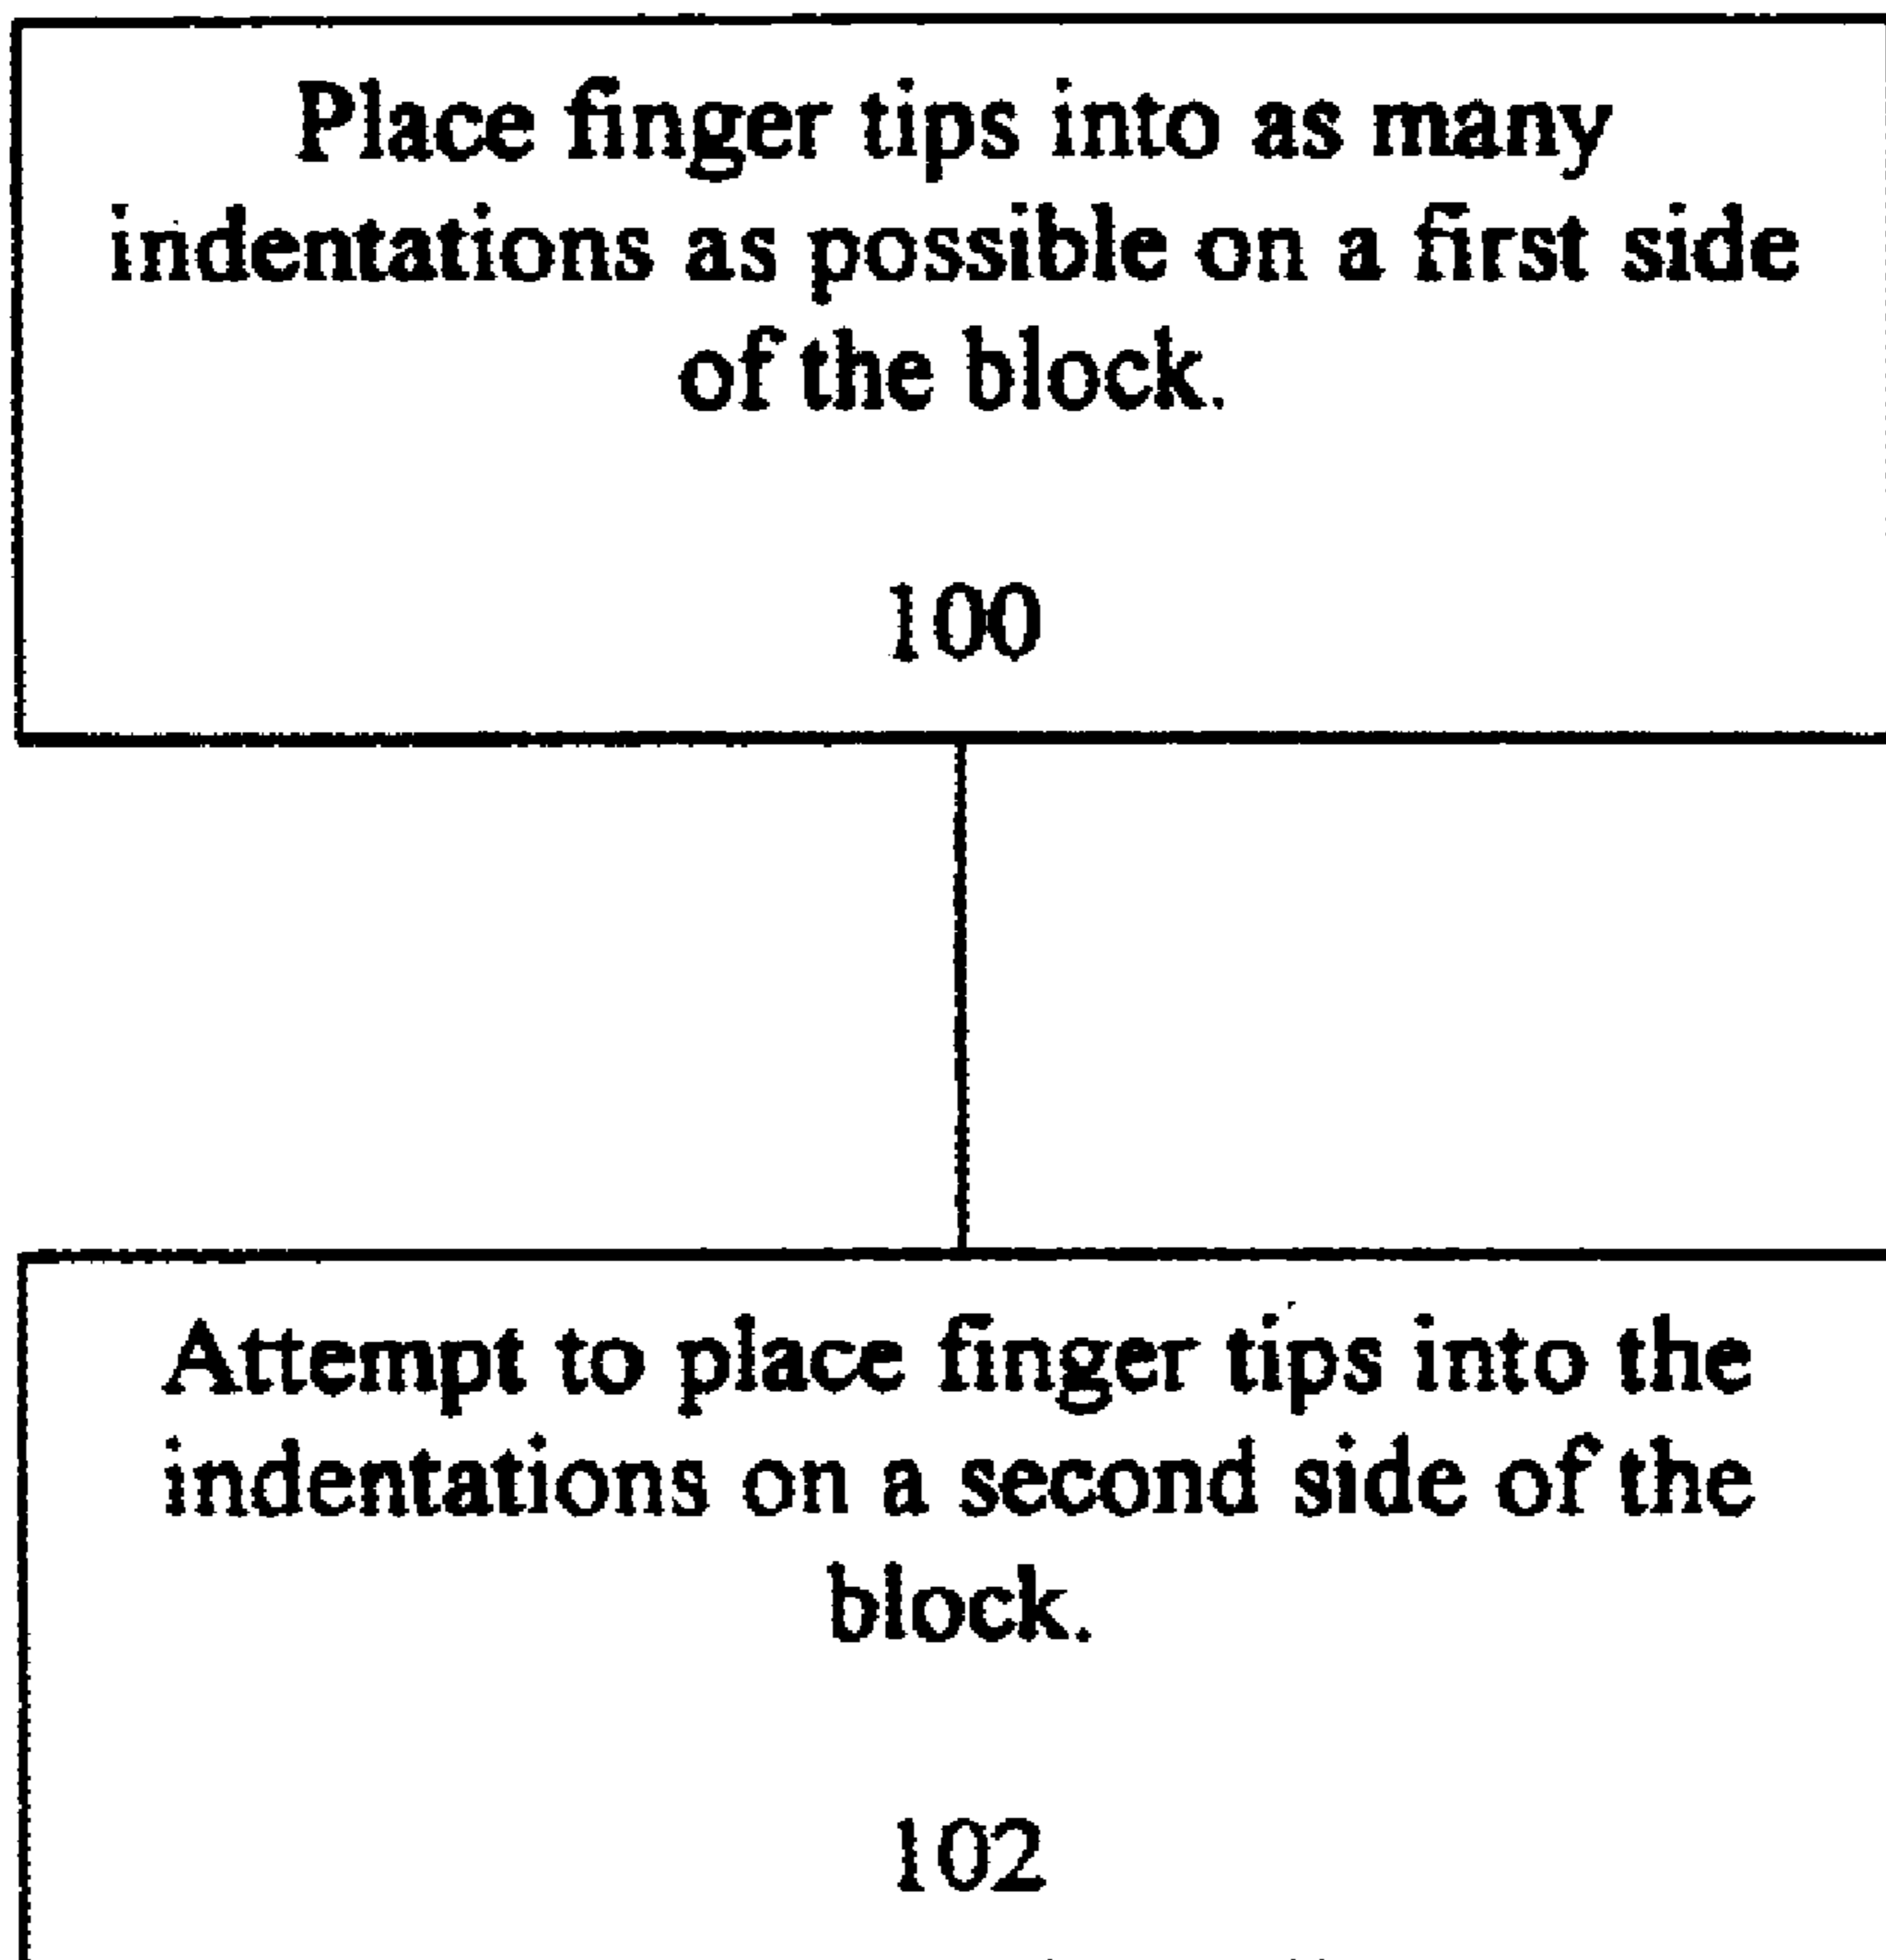 Place finger tips into as many
indentations as possible on a first side
of the block.
100
Attempt to place finger tips into the
indentations on a second side of the
block.
102